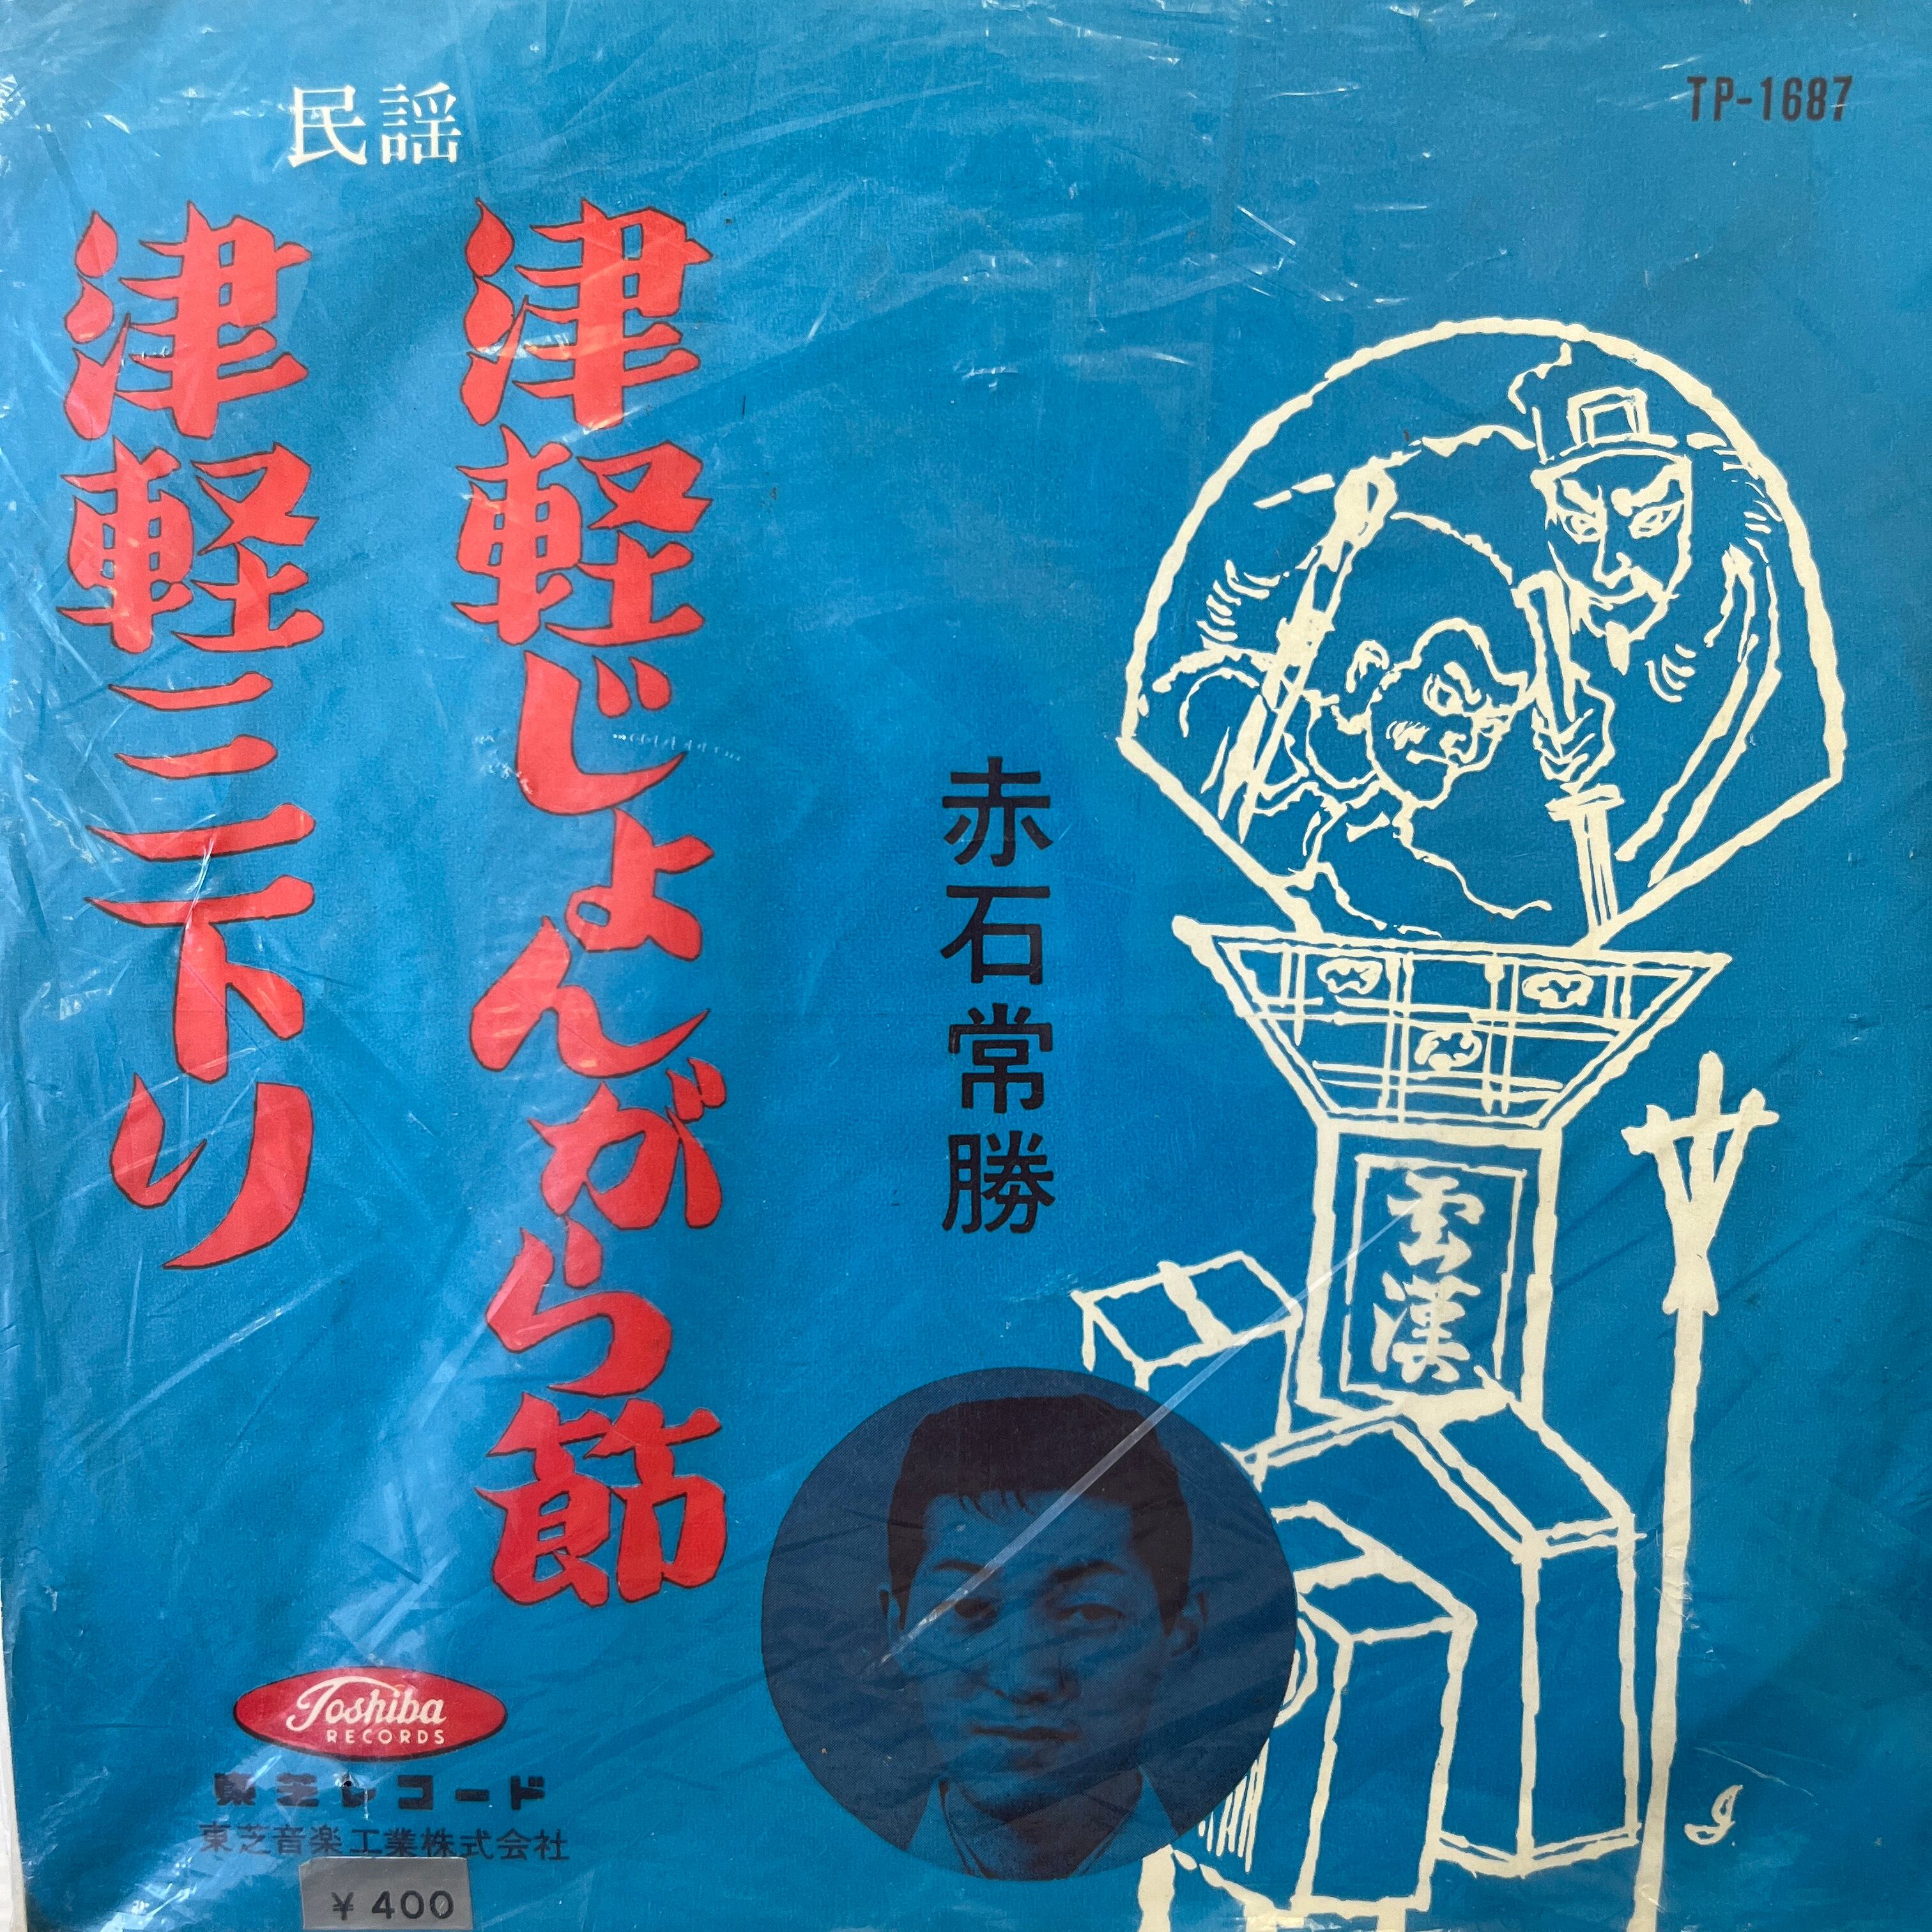 民謡
TP-1687
津軽じょんがら節
津軽三下り
赤石常勝
雲漢
Toshiba
RECORDS
東芝レコード
東芝音楽工業株式会社
¥400